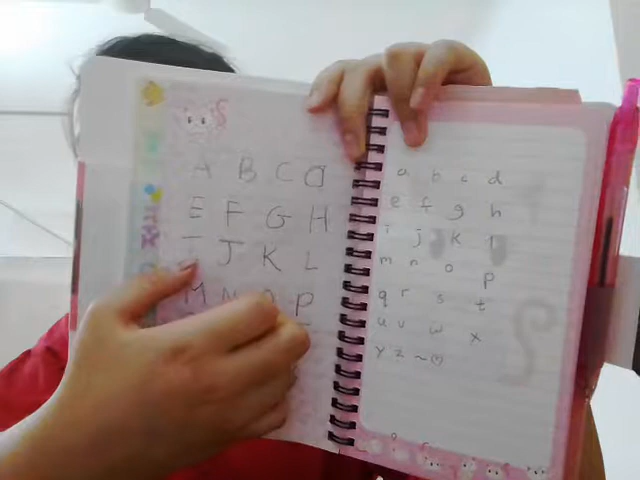 A B C D
E F G H
I J K L
M N O P
a b c d
e f g h
i j k l
m n o p
q r s t
u v w x
y z ~♡